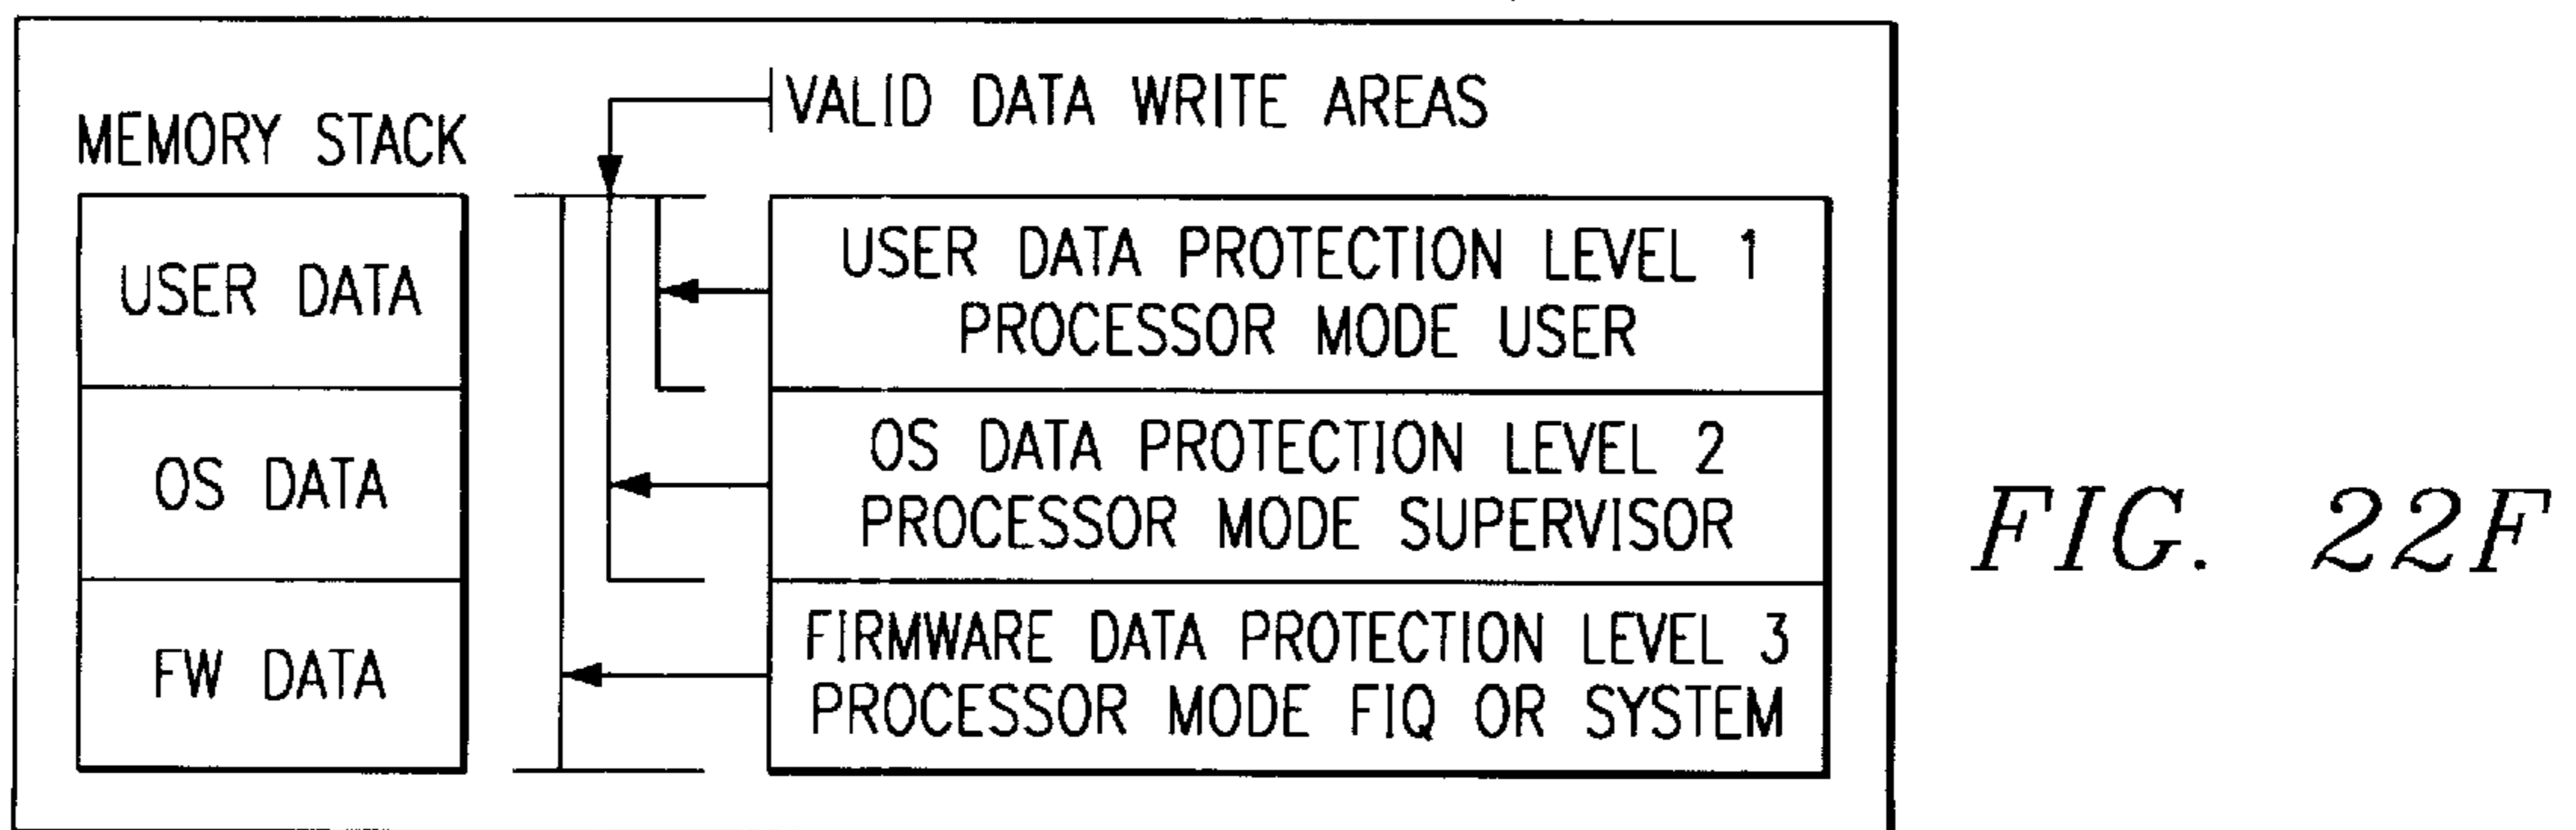 VALID DATA WRITE AREAS
MEMORY STACK
USER DATA
OS DATA
FW DATA
USER DATA PROTECTION LEVEL 1
PROCESSOR MODE USER
OS DATA PROTECTION LEVEL 2
PROCESSOR MODE SUPERVISOR
FIRMWARE DATA PROTECTION LEVEL 3
PROCESSOR MODE FIQ OR SYSTEM
FIG. 22F